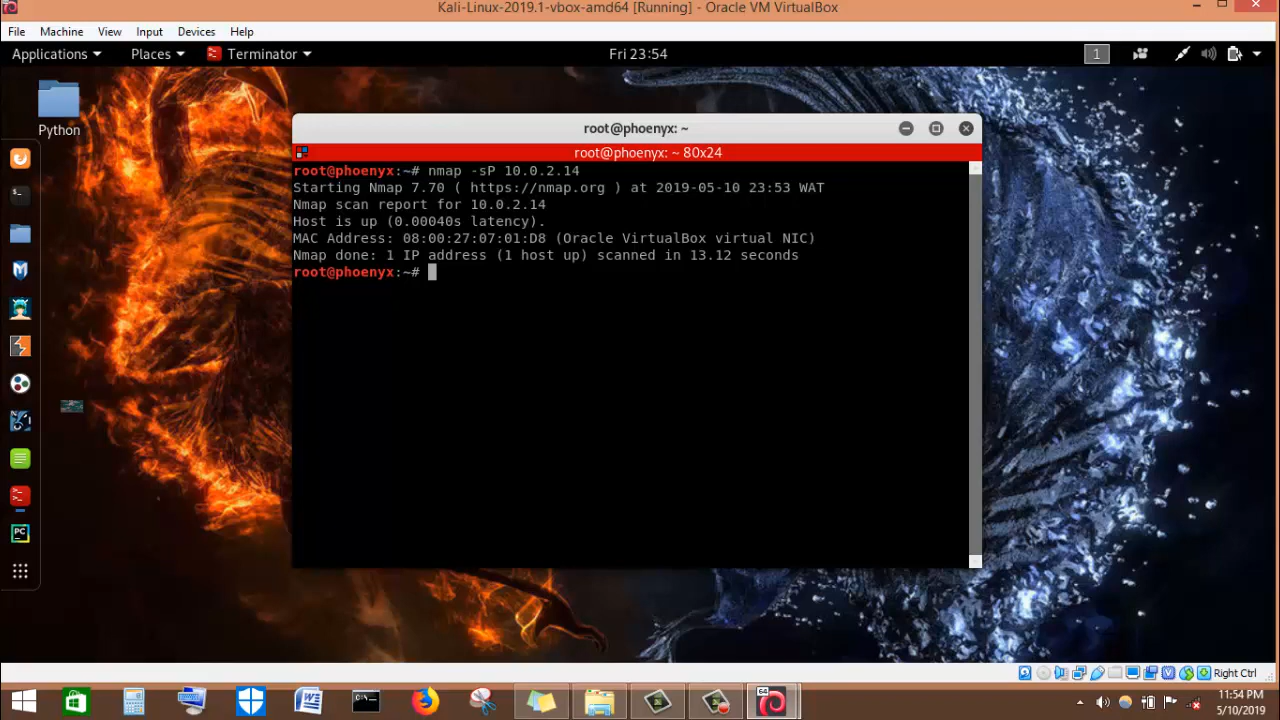 Kali-Linux-2019.1-vbox-amd64 [Running] - Oracle VM VirtualBox
File Machine View Input Devices Help
Applications Places Terminator Fri 23:54 1
Python
root@phoenyx: ~
root@phoenyx: ~ 80x24
root@phoenyx:~# nmap -sP 10.0.2.14
Starting Nmap 7.70 ( https://nmap.org ) at 2019-05-10 23:53 WAT
Nmap scan report for 10.0.2.14
Host is up (0.00040s latency).
MAC Address: 08:00:27:07:01:D8 (Oracle VirtualBox virtual NIC)
Nmap done: 1 IP address (1 host up) scanned in 13.12 seconds
root@phoenyx:~#
PC
Right Ctrl
64
11:54 PM
5/10/2019